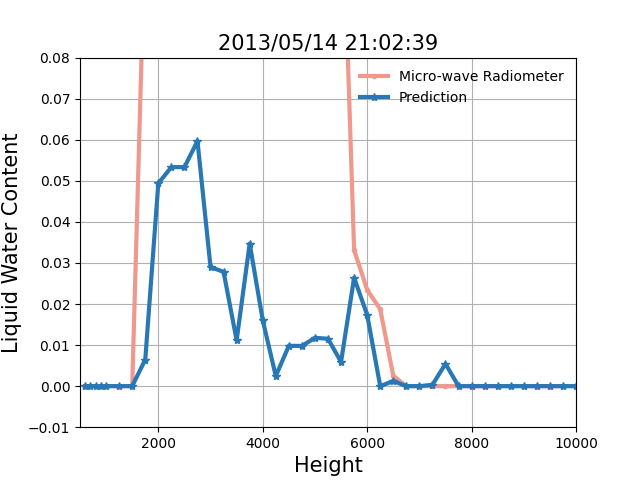 2013/05/14 21:02:39
Micro-wave Radiometer
Prediction
Liquid Water Content
0.08
0.07
0.06
0.05
0.04
0.03
0.02
0.01
0.00
−0.01
2000 4000 6000 8000 10000
Height